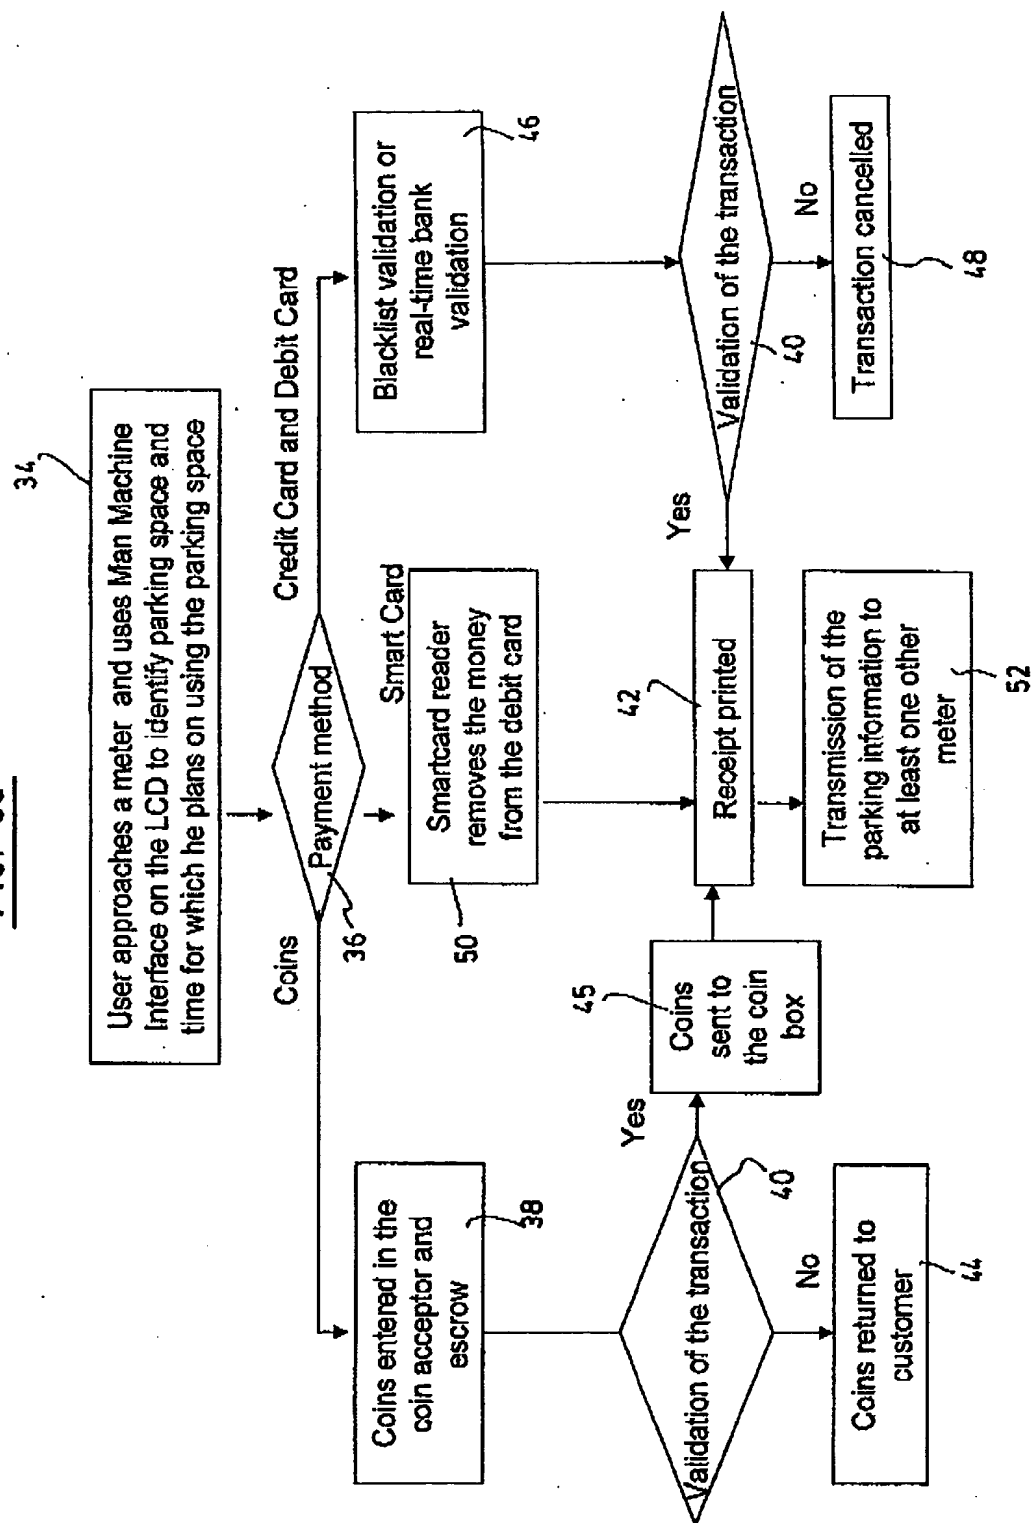 34
User approaches a meter and uses Man Machine
Interface on the LCD to identify parking space and
time for which he plans on using the parking space
Payment method
36
Coins
Smart Card
Credit Card and Debit Card
Coins entered in the
coin acceptor and
escrow
38
Smartcard reader
removes the money
from the debit card
50
Blacklist validation or
real-time bank
validation
46
Validation of the transaction
40
Yes
Coins
sent to
the coin
box
45
Receipt printed
42
Yes
Validation of the transaction
40
No
Coins returned to
customer
44
Transmission of the
parking information to
at least one other
meter
52
No
Transaction cancelled
48